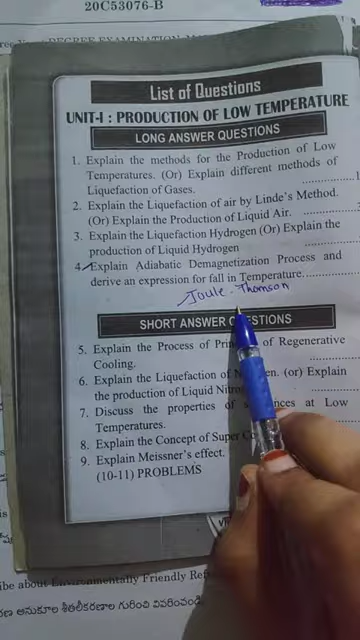 20C53076-B
List of Questions
UNIT-I : PRODUCTION OF LOW TEMPERATURE
LONG ANSWER QUESTIONS
1. Explain the methods for the Production of Low
Temperatures. (Or) Explain different methods of
Liquefaction of Gases.
2. Explain the Liquefaction of air by Linde's Method.
(Or) Explain the Production of Liquid Air.
3. Explain the Liquefaction Hydrogen (Or) Explain the
production of Liquid Hydrogen
4. Explain Adiabatic Demagnetization Process and
derive an expression for fall in Temperature.
Joule - Thomson
SHORT ANSWER QUESTIONS
5. Explain the Process of of Regenerative
Cooling.
6. Explain the Liquefaction of (or) Explain
the production of Liquid
7. Discuss the properties of at Low
Temperatures.
8. Explain the Concept of Super
9. Explain Meissner's effect.
(10-11) PROBLEMS
ibe about Environmentally Friendly